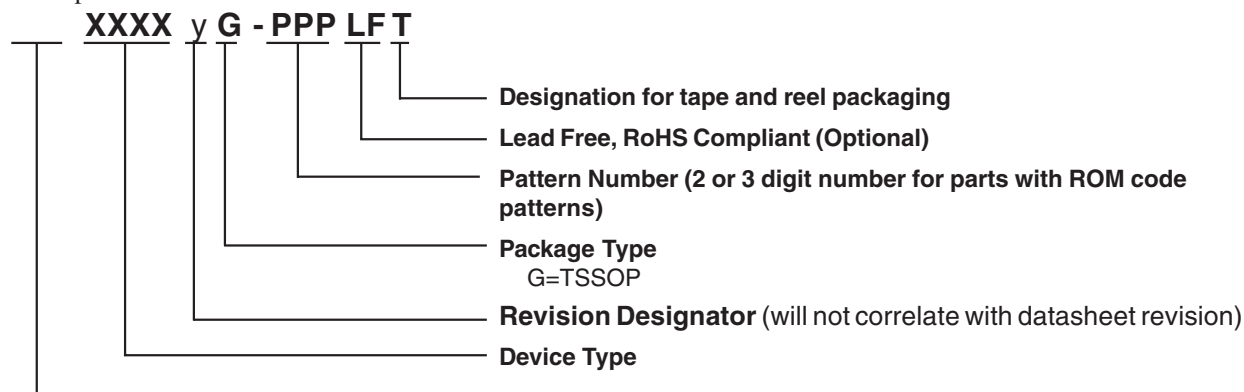 XXXX y G - PPP LF T
Designation for tape and reel packaging
Lead Free, RoHS Compliant (Optional)
Pattern Number (2 or 3 digit number for parts with ROM code
patterns)
Package Type
G=TSSOP
Revision Designator (will not correlate with datasheet revision)
Device Type